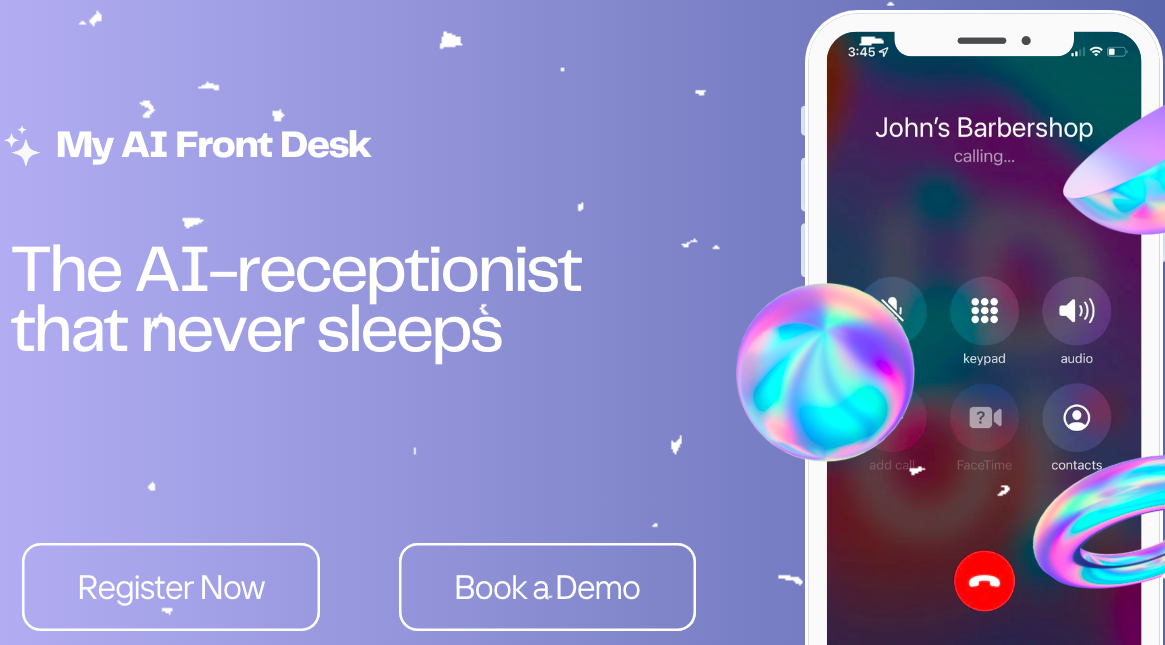 My AI Front Desk
The AI-receptionist
that never sleeps
Register Now
Book a Demo
3:45
John's Barbershop
calling...
keypad
audio
add call
FaceTime
contacts